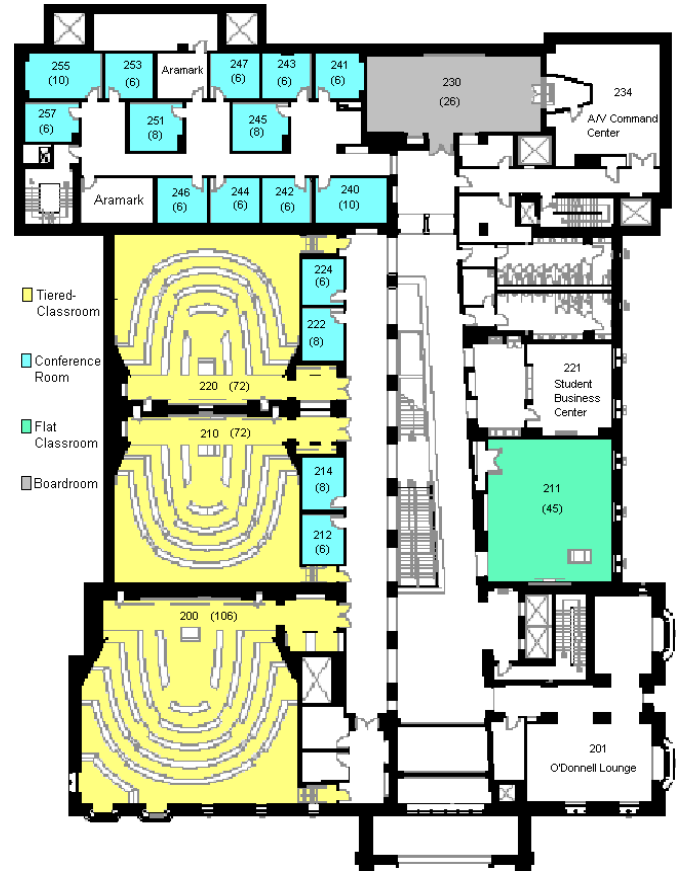 255
(10)
253
(6)
Aramark
247
(6)
243
(6)
241
(6)
230
(26)
234
A/V Command
Center
257
(6)
251
(8)
245
(8)
Aramark
246
(6)
244
(6)
242
(6)
240
(10)
224
(6)
222
(8)
220 (72)
Tiered-
Classroom
Conference
Room
Flat
Classroom
Boardroom
221
Student
Business
Center
210 (72)
214
(8)
212
(6)
211
(45)
200 (106)
201
O'Donnell Lounge